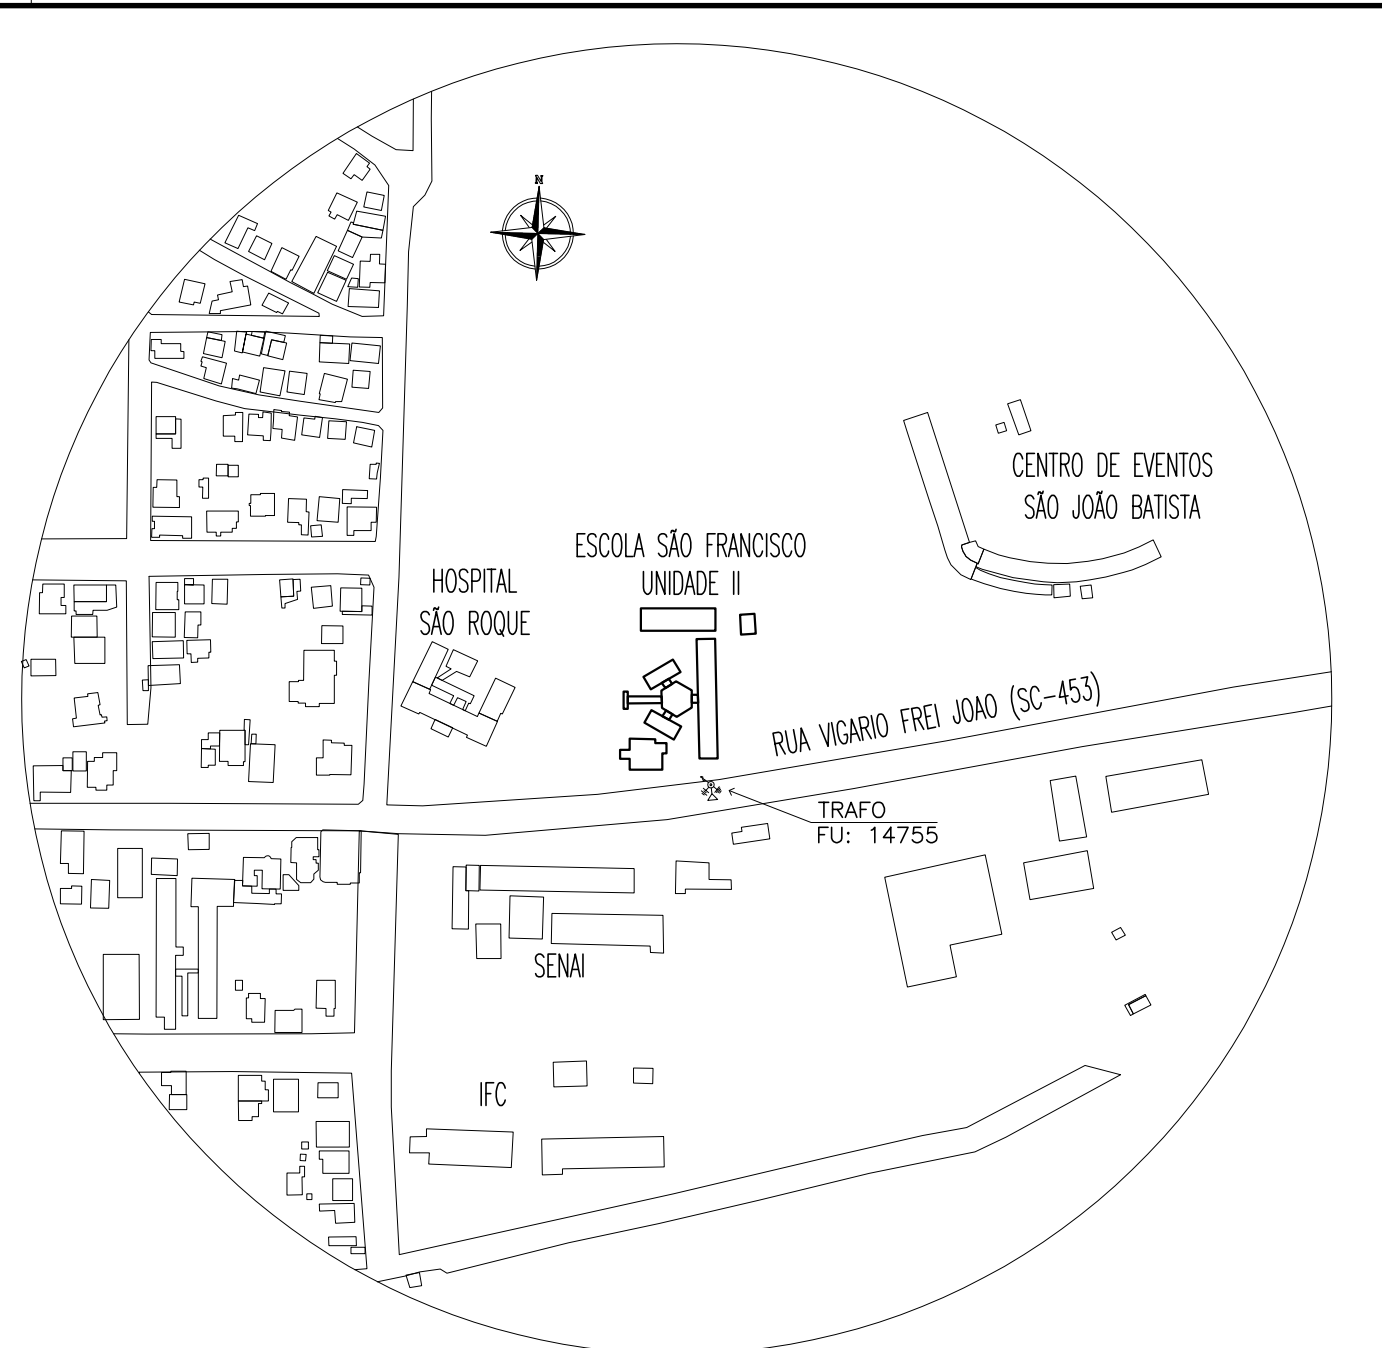 N
CENTRO DE EVENTOS
SÃO JOÃO BATISTA
ESCOLA SÃO FRANCISCO
UNIDADE II
HOSPITAL
SÃO ROQUE
RUA VIGARIO FREI JOAO (SC-453)
TRAFO
FU: 14755
SENAI
IFC